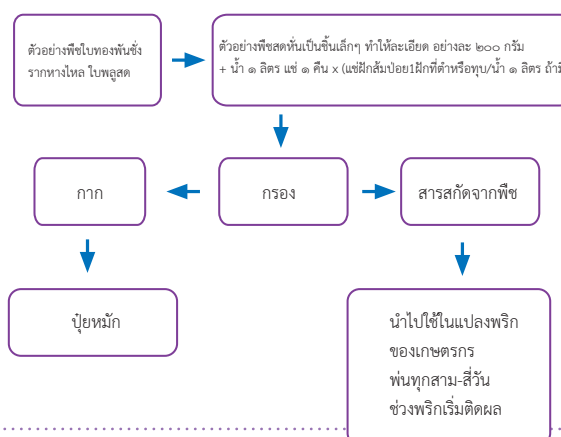 ตัวอย่างพืชใบทองพันชั่ง
รากหางไหล ใบพลูสด
ตัวอย่างพืชสดหั่นเป็นชิ้นเล็กๆ ทำให้ละเอียด อย่างละ ๒๐๐ กรัม
+ น้ำ ๑ ลิตร แช่ ๑ คืน x (แช่ฝักส้มป่อย1ฝักที่ตำหรือทุบ/น้ำ ๑ ลิตร
กาก
กรอง
สารสกัดจากพืช
ปุ๋ยหมัก
นำไปใช้ในแปลงพริก
ของเกษตรกร
พ่นทุกสาม-สี่วัน
ช่วงพริกเริ่มติดผล